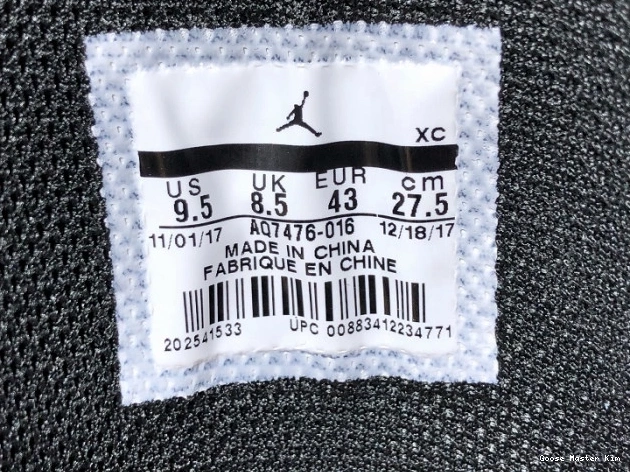 XC
US UK EUR cm
9.5 8.5 43 27.5
11/01/17 AQ7476-016 12/18/17
MADE IN CHINA
FABRIQUE EN CHINE
202541533 UPC 00883412234771
Goose Master Kim